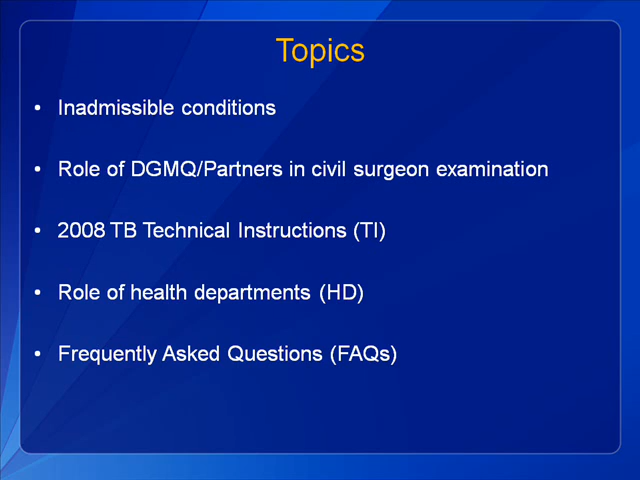 Topics
• Inadmissible conditions
• Role of DGMQ/Partners in civil surgeon examination
• 2008 TB Technical Instructions (TI)
• Role of health departments (HD)
• Frequently Asked Questions (FAQs)